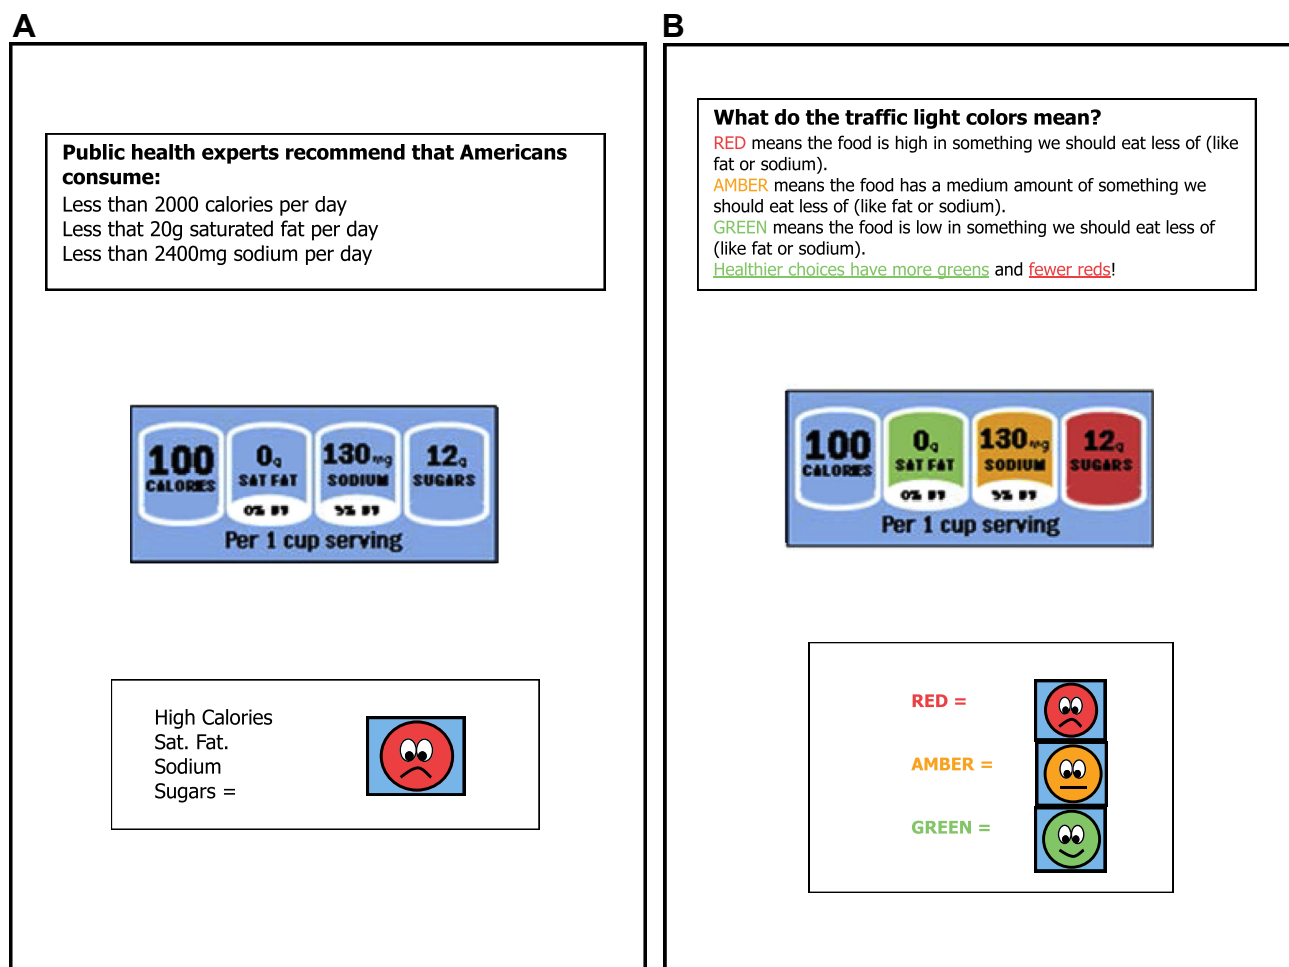 A
Public health experts recommend that Americans
consume:
Less than 2000 calories per day
Less that 20g saturated fat per day
Less than 2400mg sodium per day
100
CALORIES
0g
SAT FAT
130mg
SODIUM
12g
SUGARS
Per 1 cup serving
High Calories
Sat. Fat.
Sodium
Sugars =
B
What do the traffic light colors mean?
RED means the food is high in something we should eat less of (like
fat or sodium).
AMBER means the food has a medium amount of something we
should eat less of (like fat or sodium).
GREEN means the food is low in something we should eat less of
(like fat or sodium).
Healthier choices have more greens and fewer reds!
100
CALORIES
0g
SAT FAT
130mg
SODIUM
12g
SUGARS
Per 1 cup serving
RED =
AMBER =
GREEN =